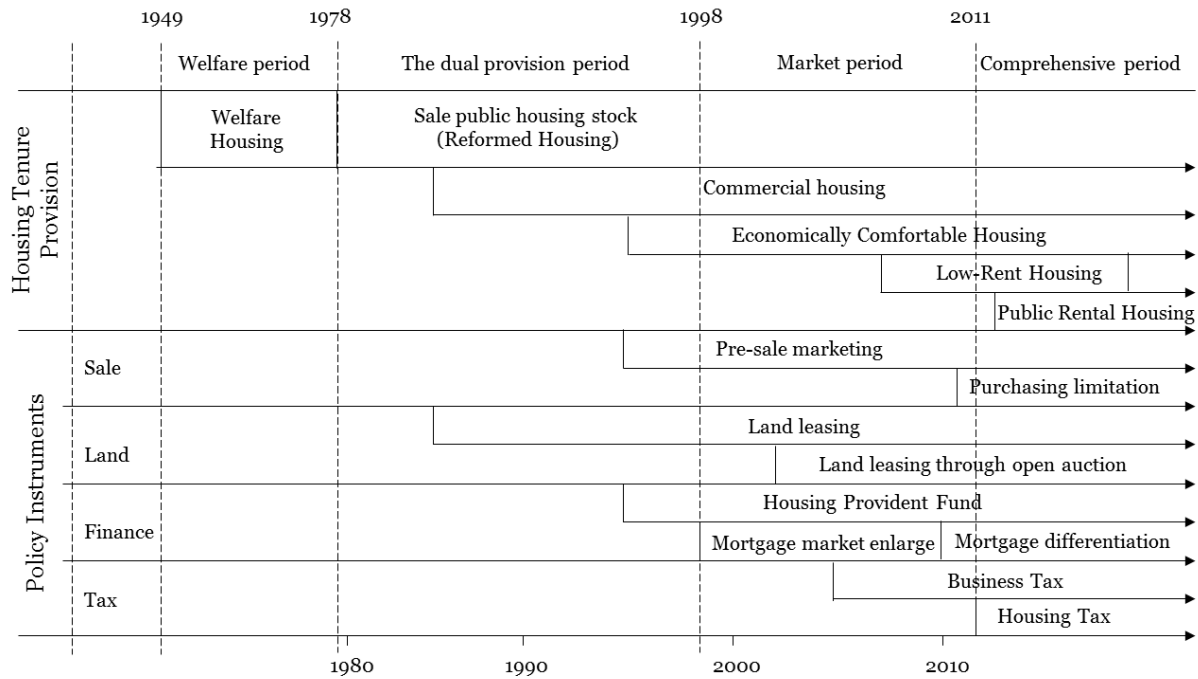 1949
1978
1998
2011
Welfare period
The dual provision period
Market period
Comprehensive period
Housing Tenure
Provision
Welfare
Housing
Sale public housing stock
(Reformed Housing)
Commercial housing
Economically Comfortable Housing
Low-Rent Housing
Public Rental Housing
Policy Instruments
Sale
Pre-sale marketing
Purchasing limitation
Land
Land leasing
Land leasing through open auction
Finance
Housing Provident Fund
Mortgage market enlarge
Mortgage differentiation
Tax
Business Tax
Housing Tax
1980
1990
2000
2010